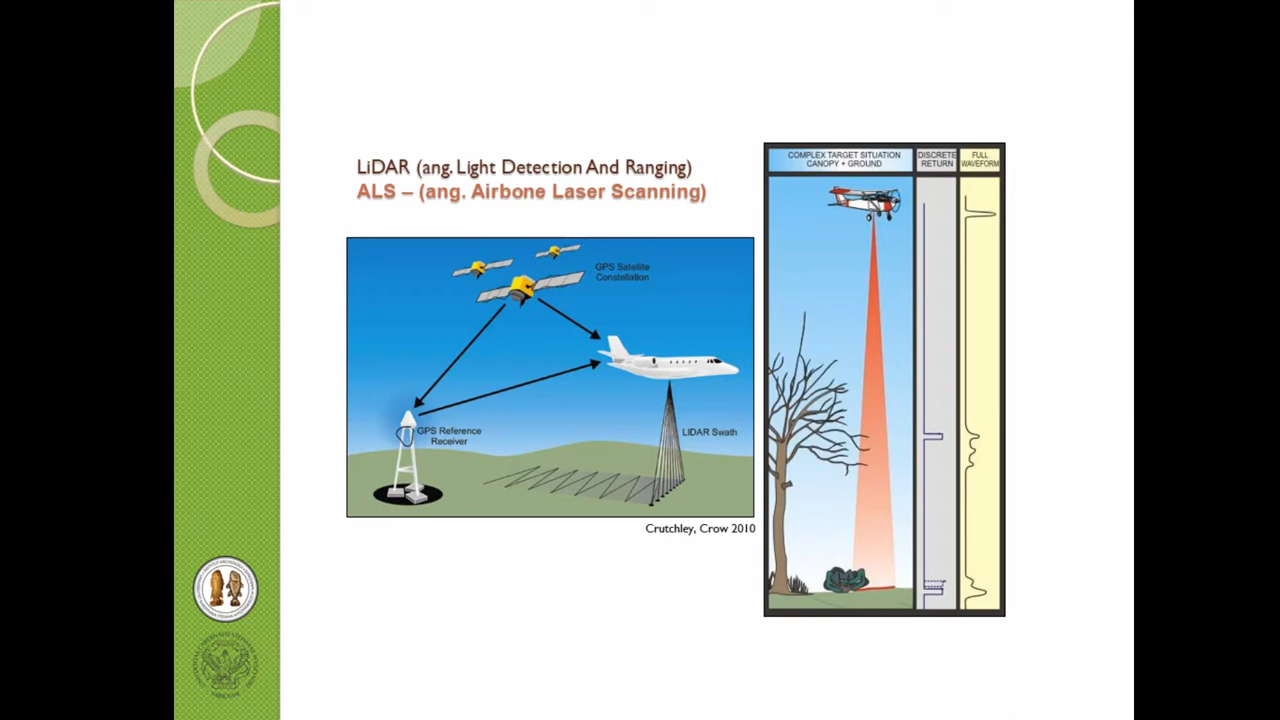 LiDAR (ang. Light Detection And Ranging)
ALS – (ang. Airbone Laser Scanning)
GPS Satellite
Constellation
GPS Reference
Receiver
LIDAR Swath
Crutchley, Crow 2010
COMPLEX TARGET SITUATION
CANOPY + GROUND
DISCRETE
RETURN
FULL
WAVEFORM